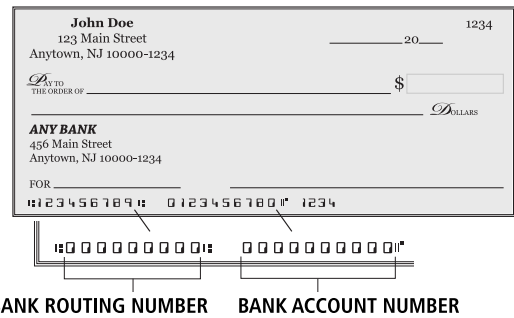 John Doe 1234
123 Main Street 20
Anytown, NJ 10000-1234
PAY TO
THE ORDER OF $
DOLLARS
ANY BANK
456 Main Street
Anytown, NJ 10000-1234
FOR
⑆123456789⑆ 0123456780⑈ 1234
⑆000000000⑆ 0000000000⑈
ANK ROUTING NUMBER BANK ACCOUNT NUMBER